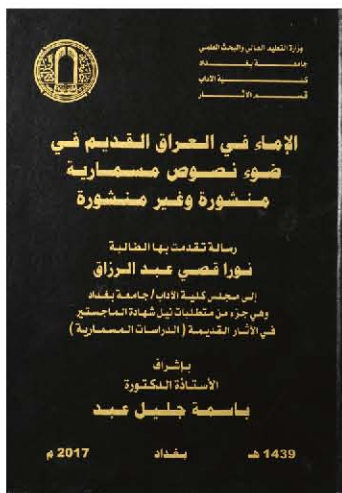 وزارة التعليم العالي والبحث العلمي
جامعة بغداد
كلية الآداب
قسم الآثار
الإماء في العراق القديم في
ضوء نصوص مسمارية
منشورة وغير منشورة
رسالة تقدمت بها الطالبة
نورا قصي عبد الرزاق
إلى مجلس كلية الآداب/جامعة بغداد
وهي جزء من متطلبات نيل شهادة الماجستير
في الآثار القديمة (الدراسات المسمارية)
بإشراف
الأستاذة الدكتورة
باسمة جليل عبد
1439 هـ بغداد 2017 م